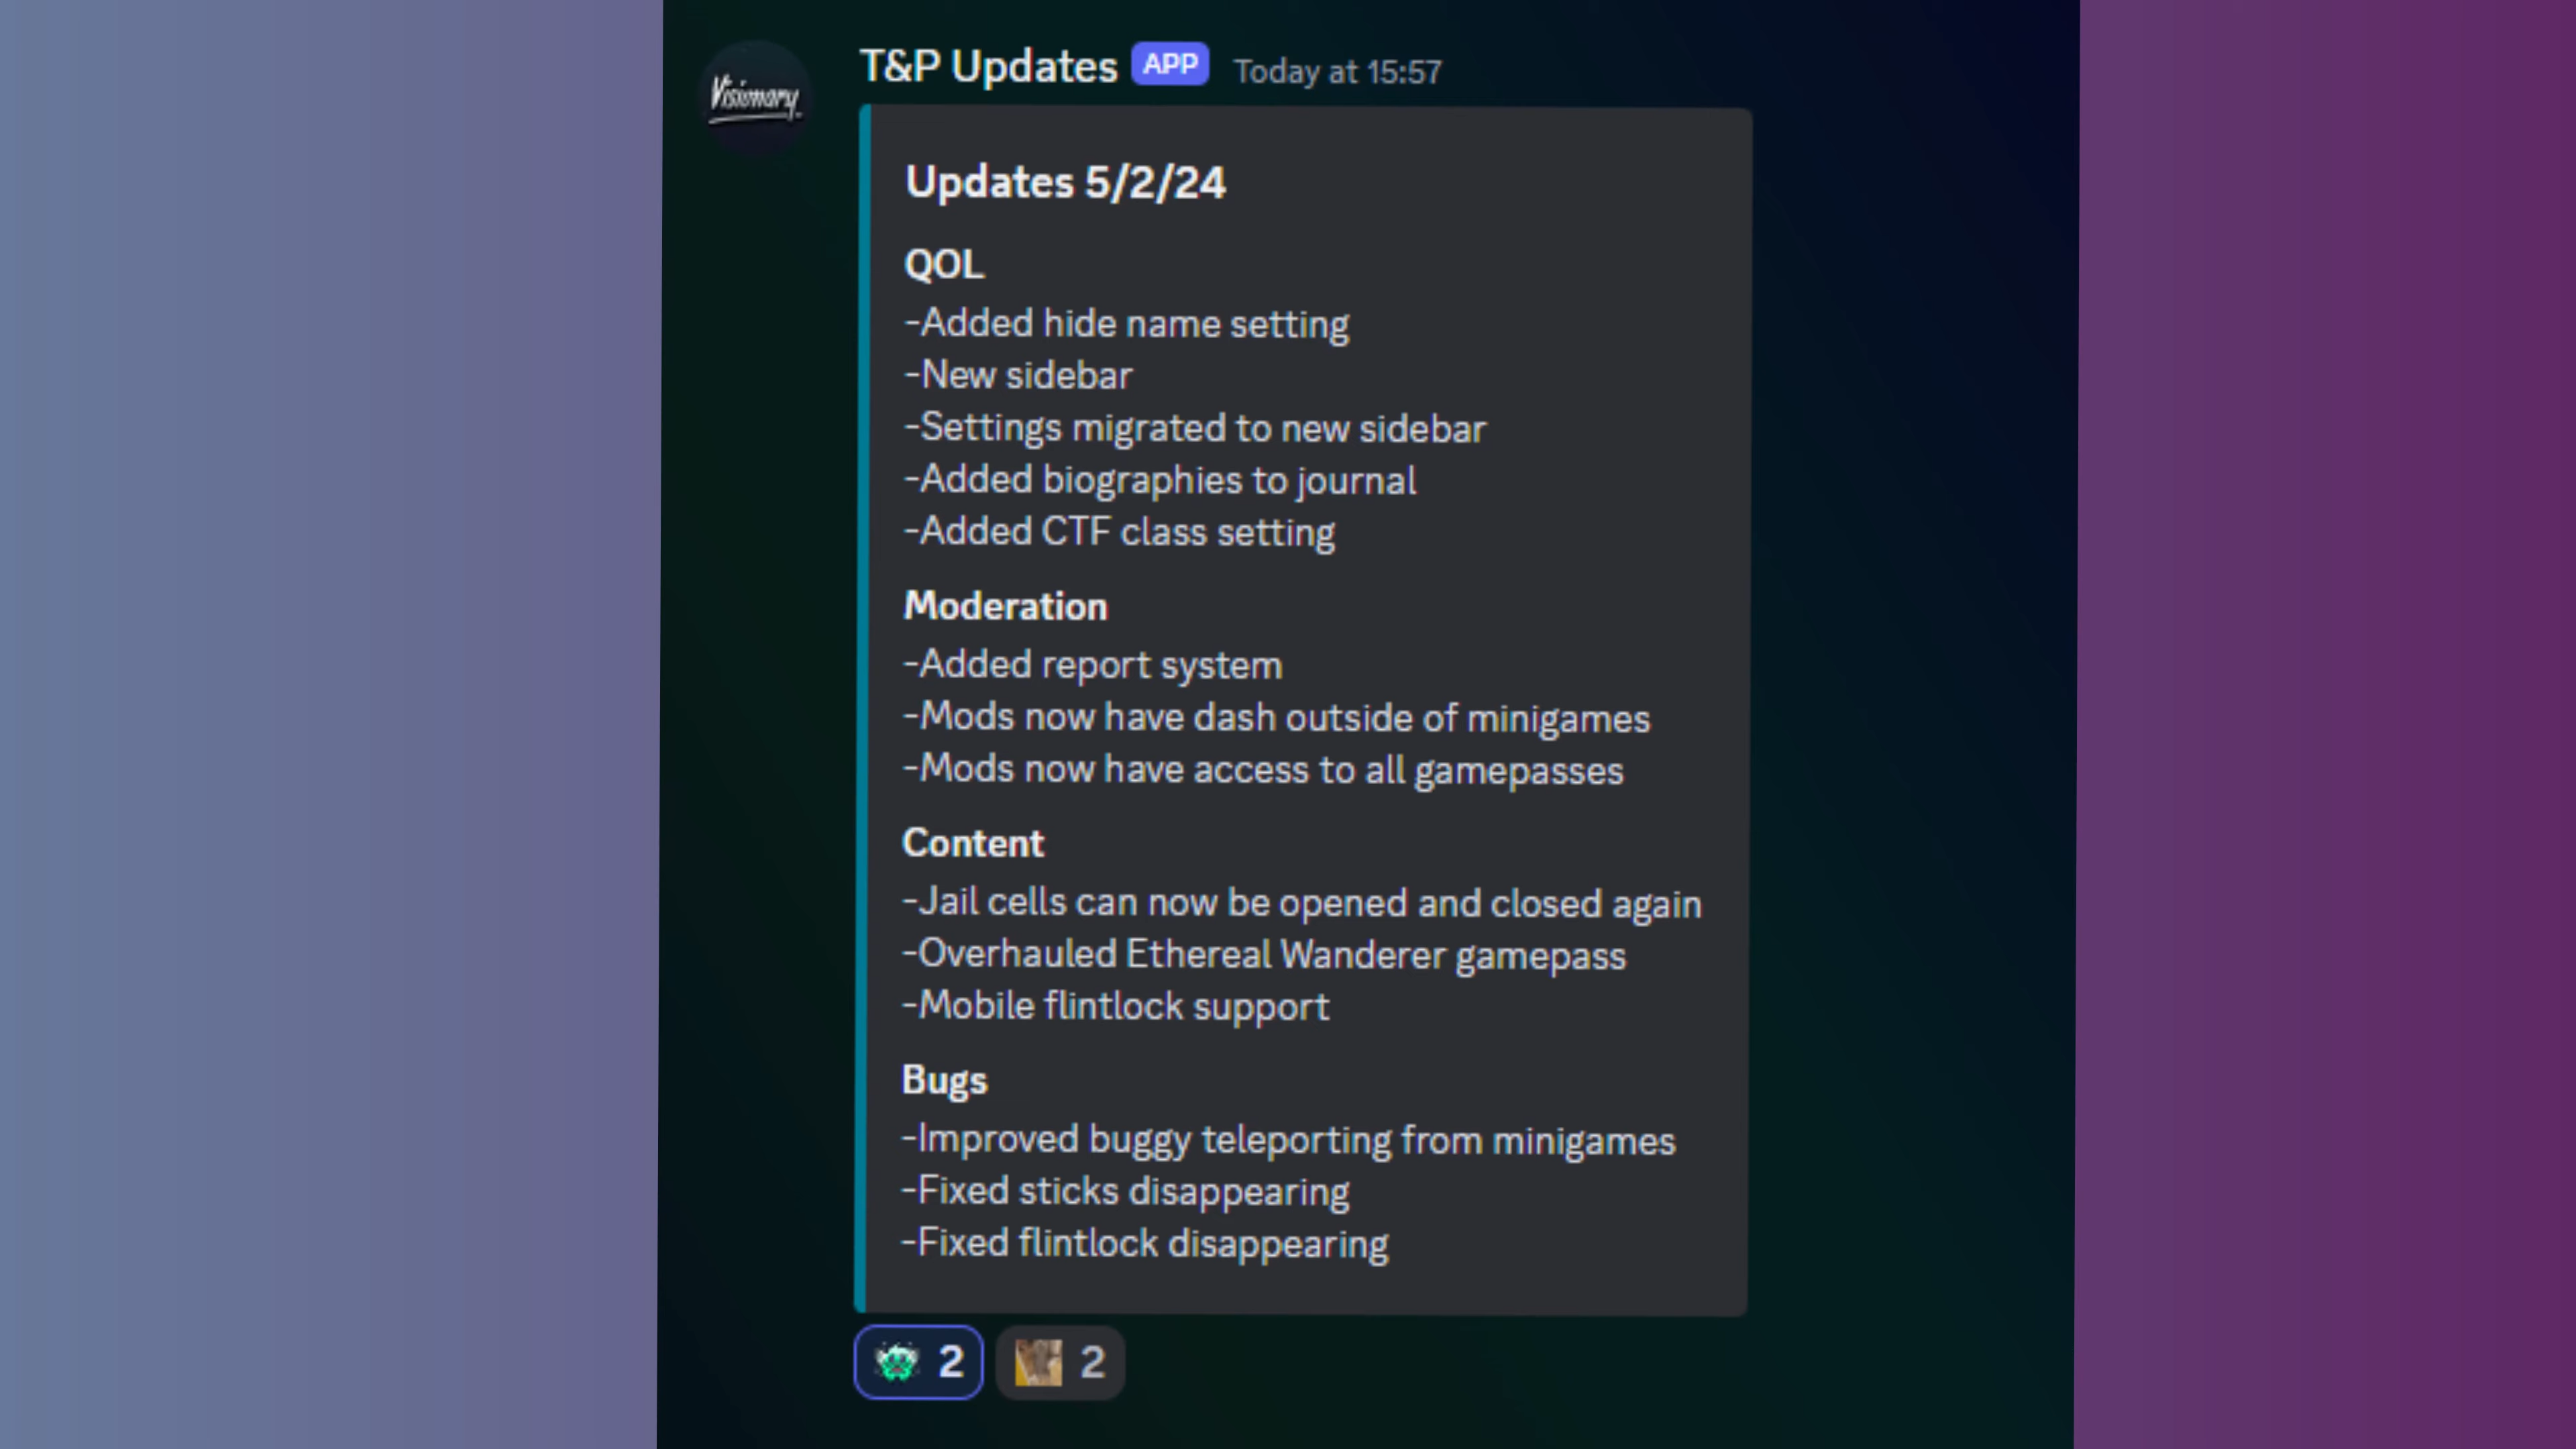 Visionary
T&P Updates APP Today at 15:57
Updates 5/2/24
QOL
-Added hide name setting
-New sidebar
-Settings migrated to new sidebar
-Added biographies to journal
-Added CTF class setting
Moderation
-Added report system
-Mods now have dash outside of minigames
-Mods now have access to all gamepasses
Content
-Jail cells can now be opened and closed again
-Overhauled Ethereal Wanderer gamepass
-Mobile flintlock support
Bugs
-Improved buggy teleporting from minigames
-Fixed sticks disappearing
-Fixed flintlock disappearing
2 2